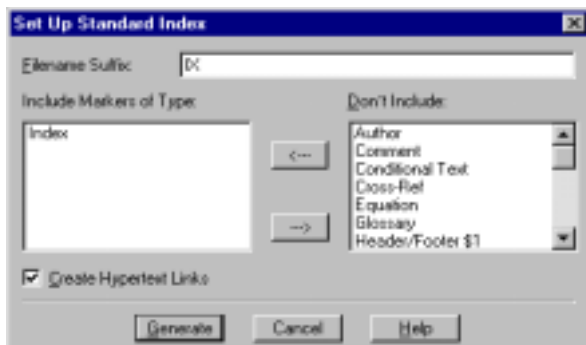 Set Up Standard Index
Filename Suffix: IX
Include Markers of Type:
Don't Include:
Index
<---
--->
Author
Comment
Conditional Text
Cross-Ref
Equation
Glossary
Header/Footer $1
Create Hypertext Links
Generate Cancel Help